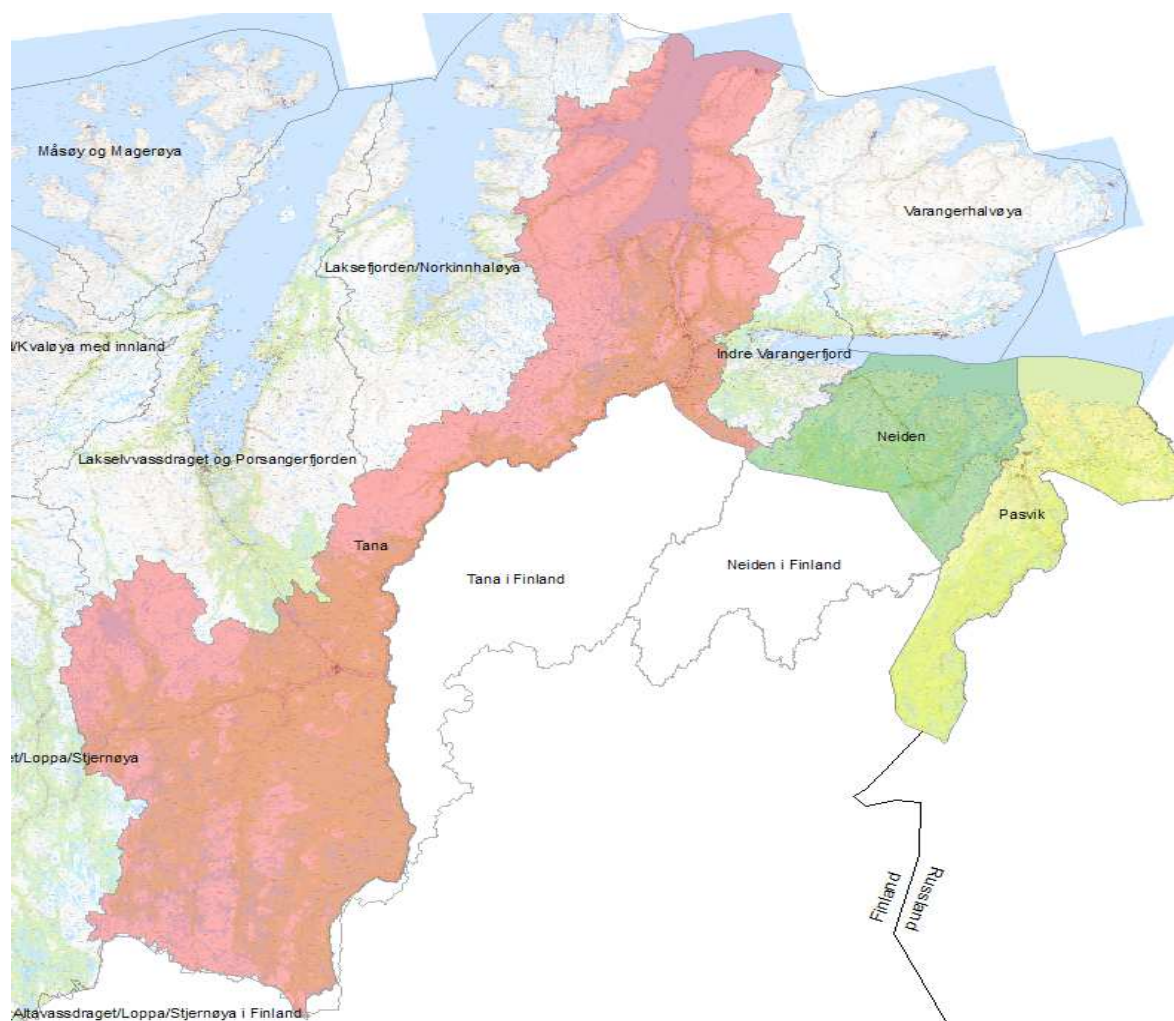 Måsøy og Magerøya
Varangerhalvøya
Laksefjorden/Norkinnhaløya
/Kvaløya med innland
Indre Varangerfjord
Neiden
Lakselvvassdraget og Porsangerfjorden
Pasvik
Tana
Tana i Finland
Neiden i Finland
et/Loppa/Stjernøya
Finland
Russland
Altavassdraget/Loppa/Stjernøya i Finland